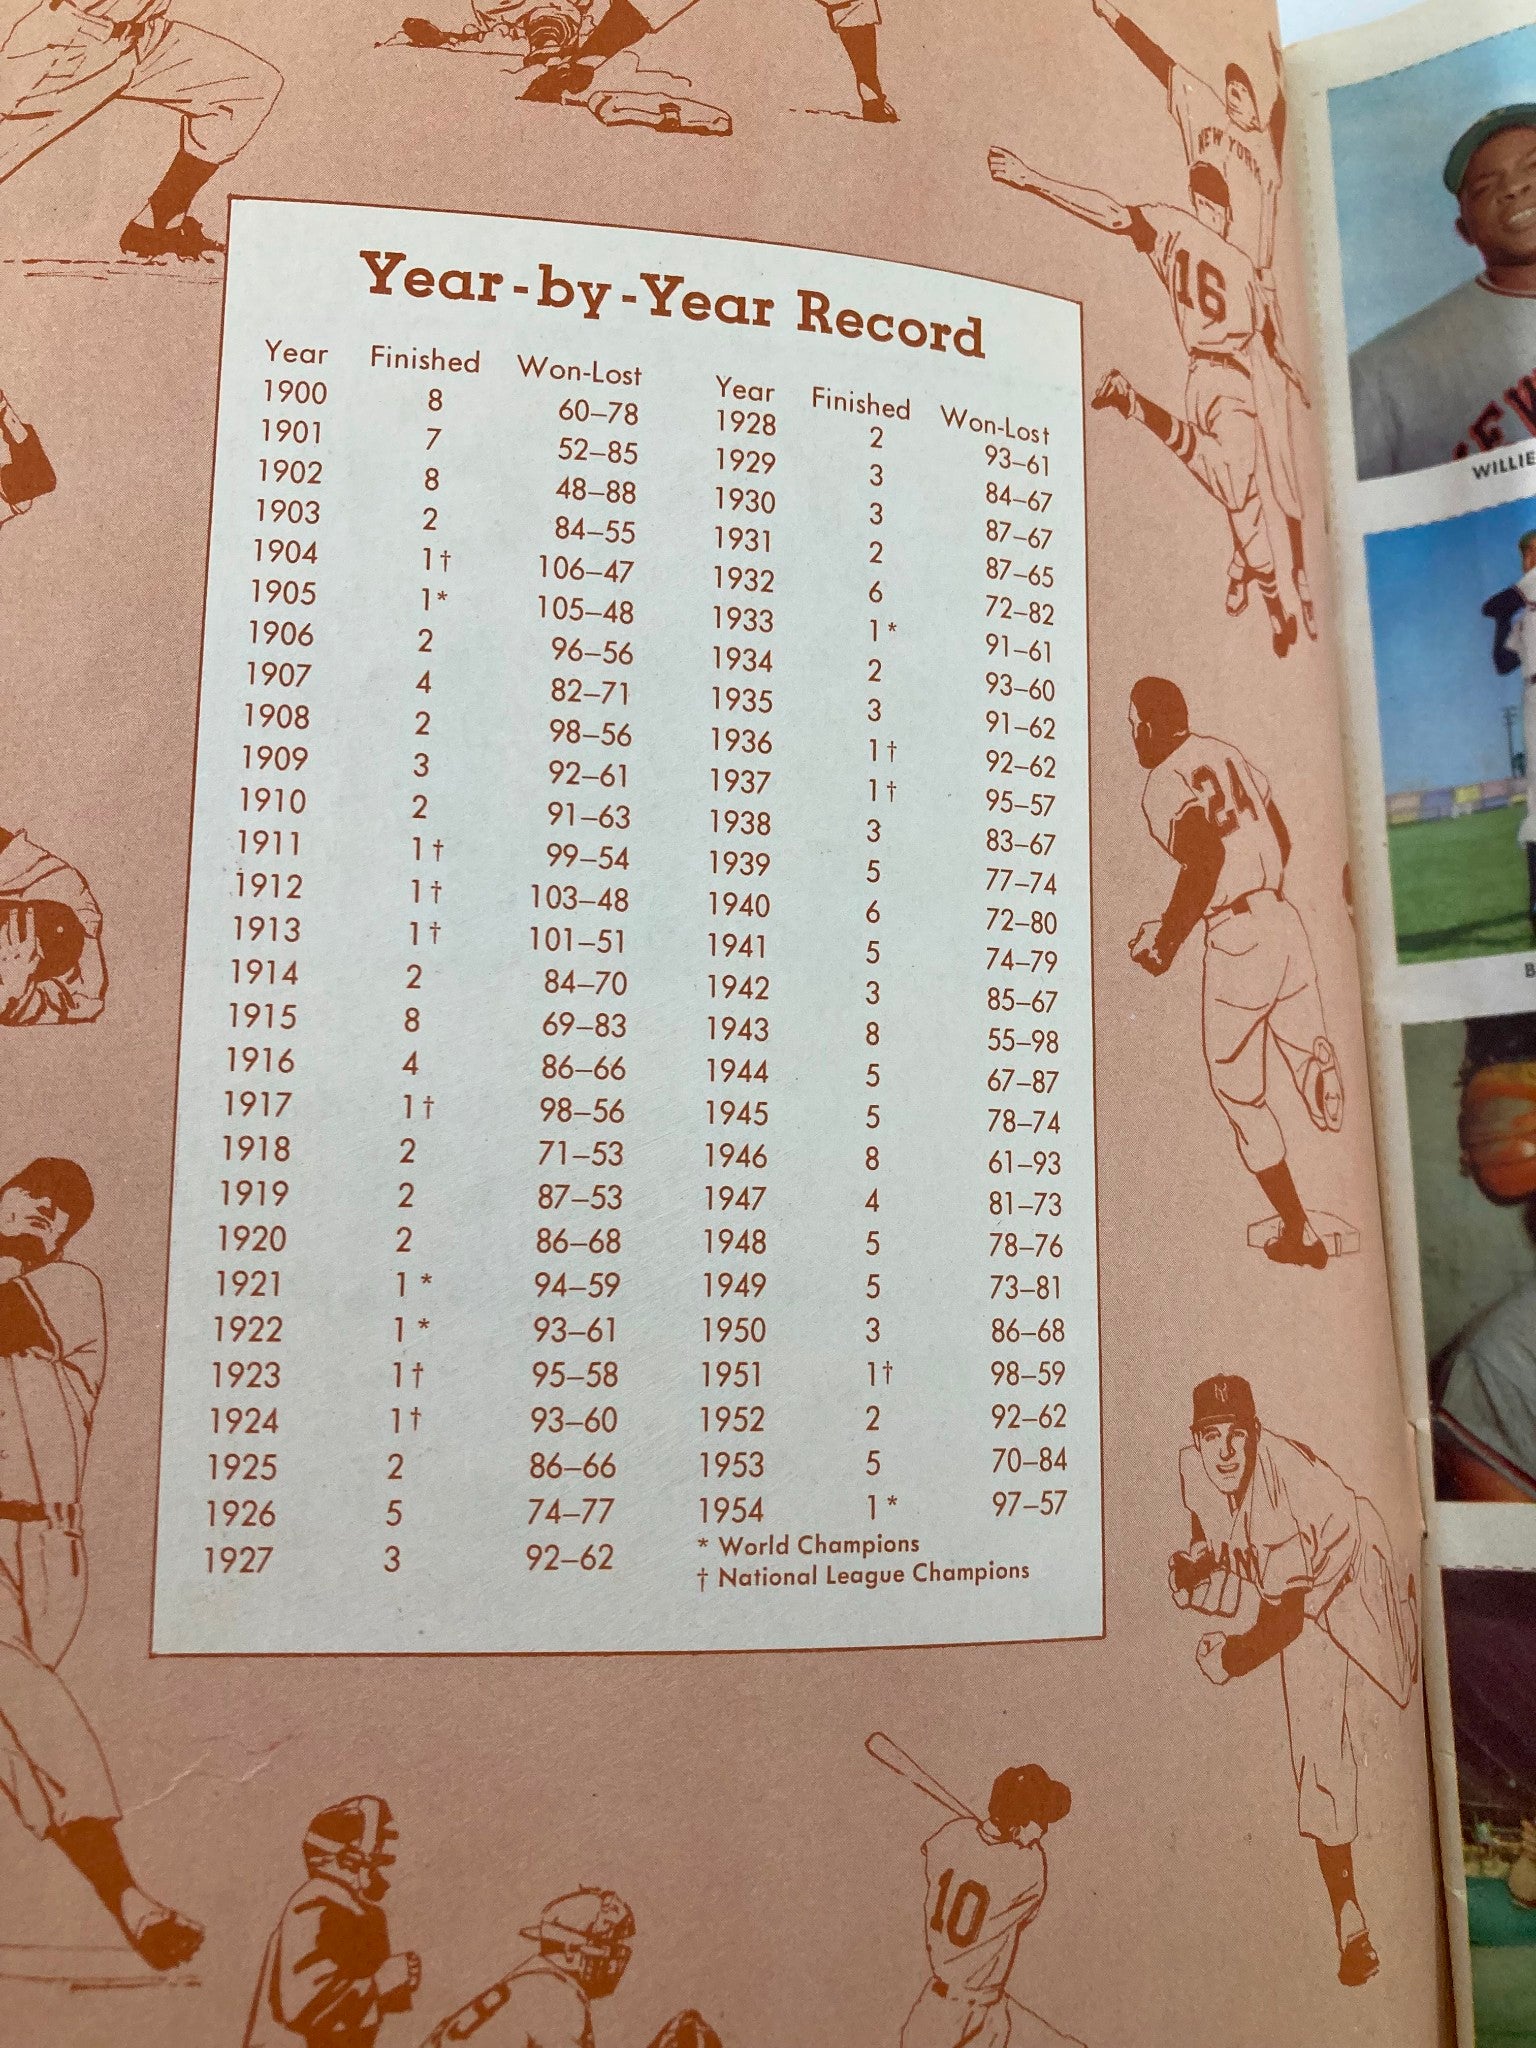 Year-by-Year Record
Year Finished Won-Lost
1900 8 60–78
1901 7 52–85
1902 8 48–88
1903 2 84–55
1904 1† 106–47
1905 1* 105–48
1906 2 96–56
1907 4 82–71
1908 2 98–56
1909 3 92–61
1910 2 91–63
1911 1† 99–54
1912 1† 103–48
1913 1† 101–51
1914 2 84–70
1915 8 69–83
1916 4 86–66
1917 1† 98–56
1918 2 71–53
1919 2 87–53
1920 2 86–68
1921 1* 94–59
1922 1* 93–61
1923 1† 95–58
1924 1† 93–60
1925 2 86–66
1926 5 74–77
1927 3 92–62
Year Finished Won-Lost
1928 2 93–61
1929 3 84–67
1930 3 87–67
1931 2 87–65
1932 6 72–82
1933 1* 91–61
1934 2 93–60
1935 3 91–62
1936 1† 92–62
1937 1† 95–57
1938 3 83–67
1939 5 77–74
1940 6 72–80
1941 5 74–79
1942 3 85–67
1943 8 55–98
1944 5 67–87
1945 5 78–74
1946 8 61–93
1947 4 81–73
1948 5 78–76
1949 5 73–81
1950 3 86–68
1951 1† 98–59
1952 2 92–62
1953 5 70–84
1954 1* 97–57
* World Champions
† National League Champions
NEW YORK
16
24
10
WILLIE